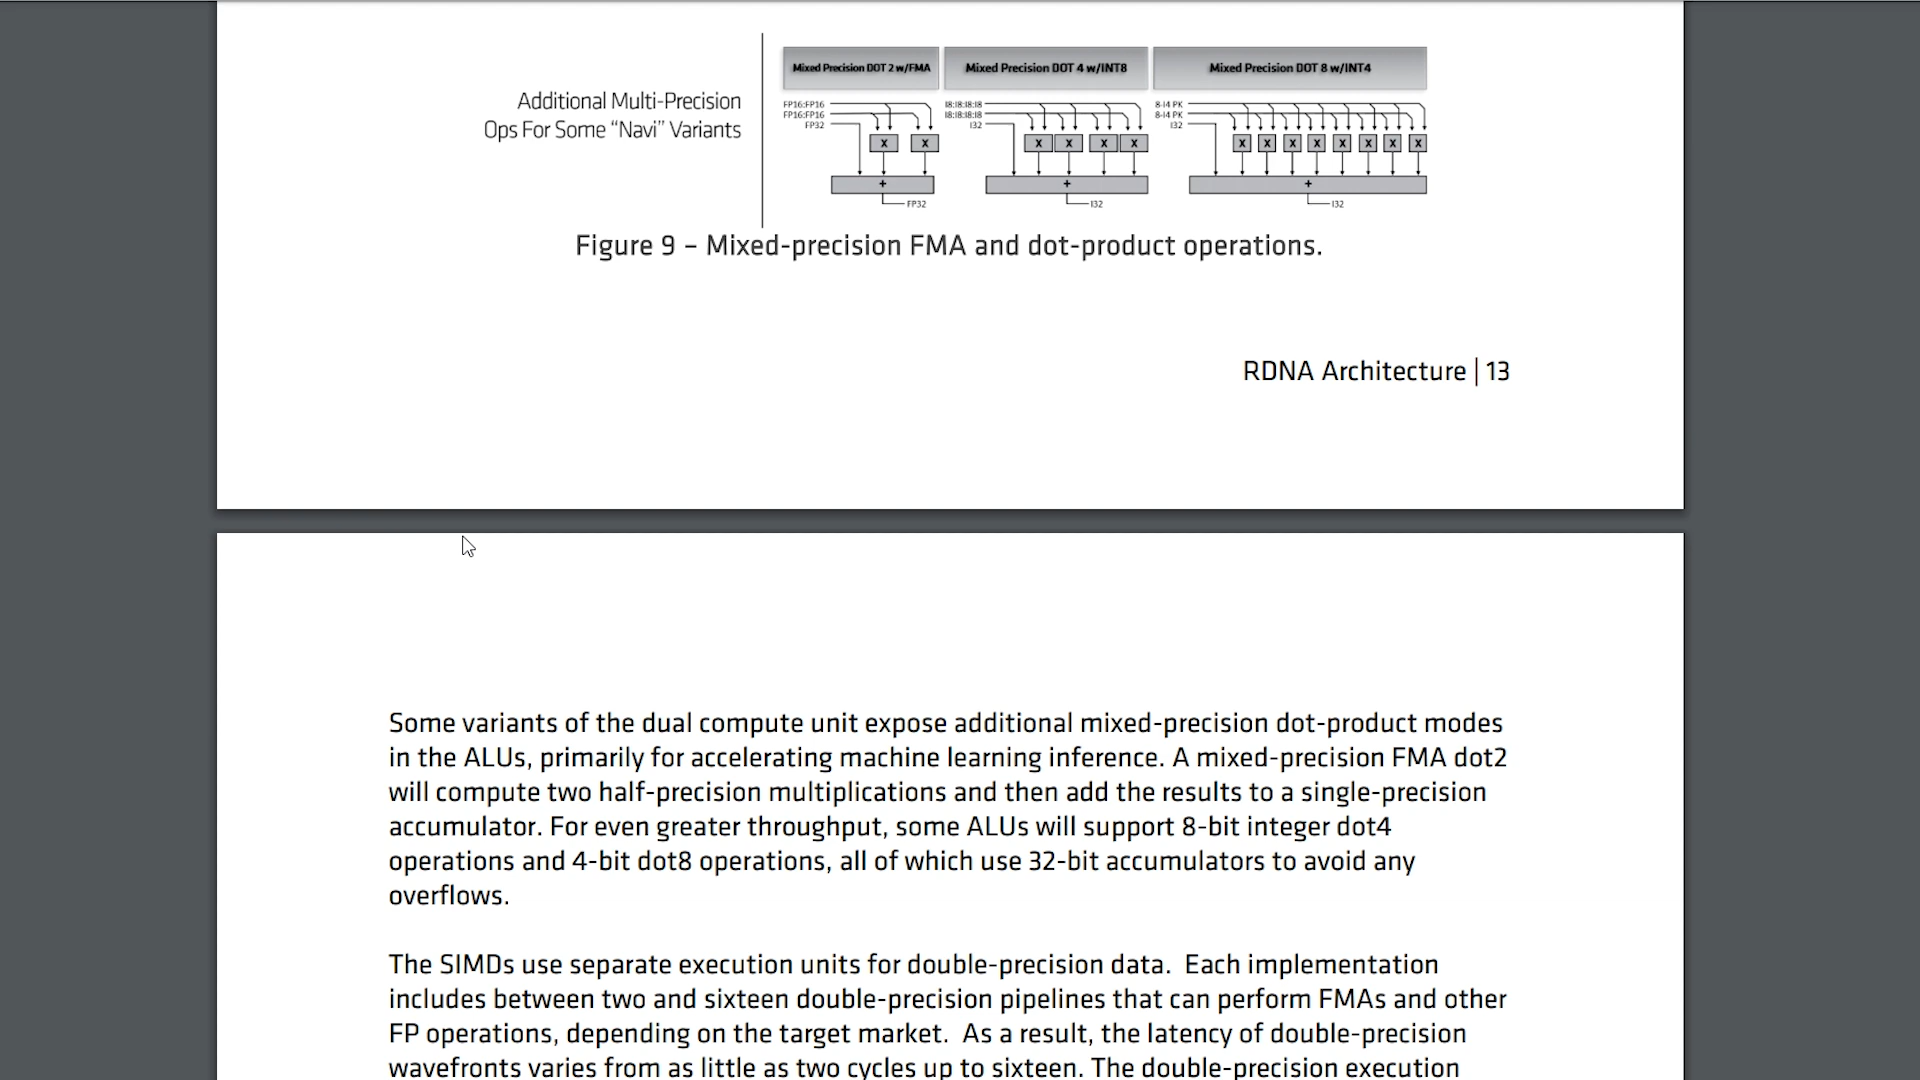 Additional Multi-Precision
Ops For Some “Navi” Variants
Mixed Precision DOT 2 w/FMA
FP16:FP16
FP16:FP16
FP32
X X
+
FP32
Mixed Precision DOT 4 w/INT8
I8:I8:I8:I8
I8:I8:I8:I8
I32
X X X X
+
I32
Mixed Precision DOT 8 w/INT4
8-I4 PK
8-I4 PK
I32
X X X X X X X X
+
I32
Figure 9 – Mixed-precision FMA and dot-product operations.
RDNA Architecture | 13
Some variants of the dual compute unit expose additional mixed-precision dot-product modes
in the ALUs, primarily for accelerating machine learning inference. A mixed-precision FMA dot2
will compute two half-precision multiplications and then add the results to a single-precision
accumulator. For even greater throughput, some ALUs will support 8-bit integer dot4
operations and 4-bit dot8 operations, all of which use 32-bit accumulators to avoid any
overflows.
The SIMDs use separate execution units for double-precision data. Each implementation
includes between two and sixteen double-precision pipelines that can perform FMAs and other
FP operations, depending on the target market. As a result, the latency of double-precision
wavefronts varies from as little as two cycles up to sixteen. The double-precision execution